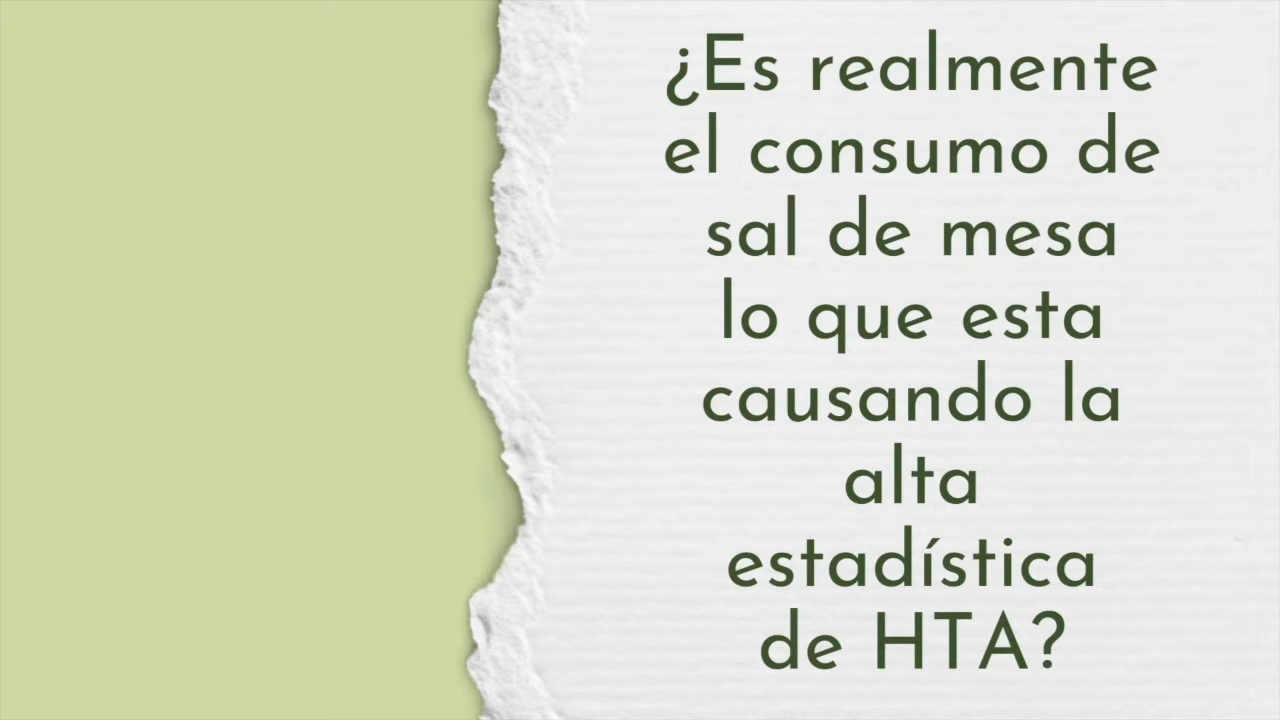 ¿Es realmente
el consumo de
sal de mesa
lo que esta
causando la
alta
estadística
de HTA?